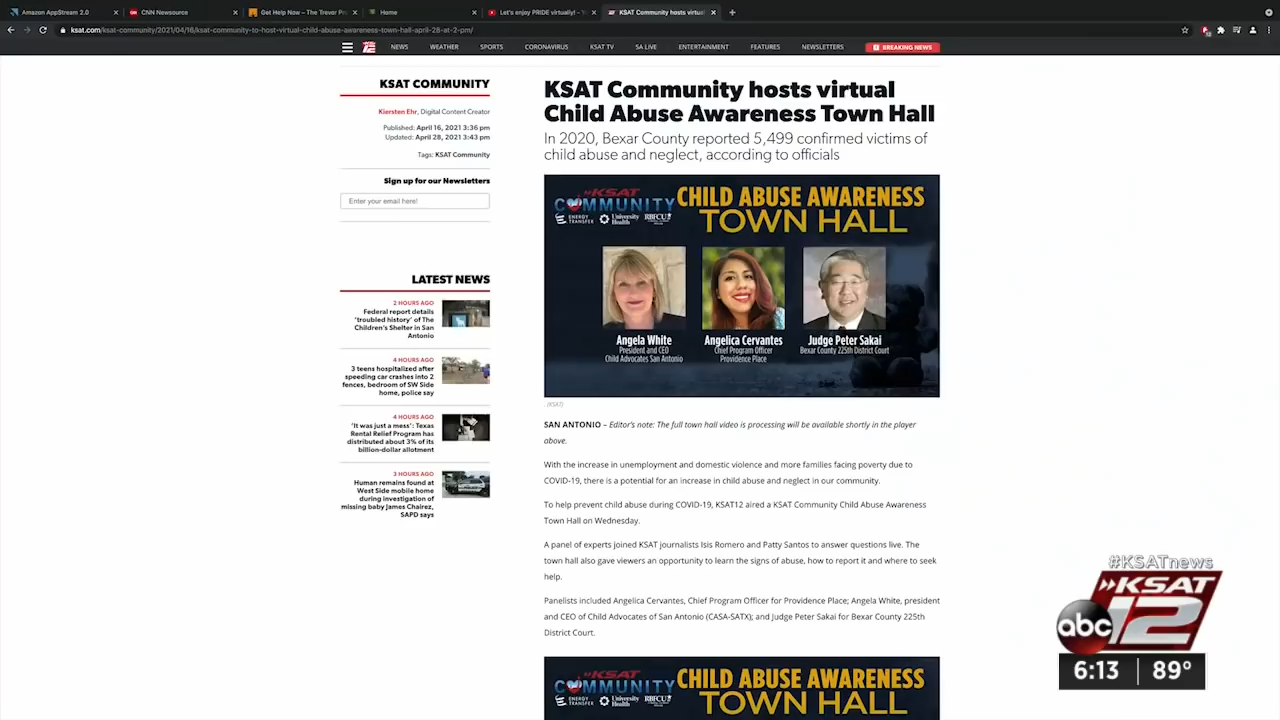 Amazon AppStream 2.0
CNN Newsource
Get Help Now – The Trevor Pro
Home
Let's enjoy PRIDE virtually! – Yo
KSAT Community hosts virtual
ksat.com/ksat-community/2021/04/16/ksat-community-to-host-virtual-child-abuse-awareness-town-hall-april-28-at-2-pm/
12 NEWS WEATHER SPORTS CORONAVIRUS KSAT TV SA LIVE ENTERTAINMENT FEATURES NEWSLETTERS BREAKING NEWS
KSAT COMMUNITY
Kiersten Ehr, Digital Content Creator
Published: April 16, 2021 3:36 pm
Updated: April 28, 2021 3:43 pm
Tags: KSAT Community
Sign up for our Newsletters
Enter your email here!
LATEST NEWS
2 HOURS AGO
Federal report details
'troubled history' of The
Children's Shelter in San
Antonio
4 HOURS AGO
3 teens hospitalized after
speeding car crashes into 2
fences, bedroom of SW Side
home, police say
4 HOURS AGO
'It was just a mess': Texas
Rental Relief Program has
distributed about 3% of its
billion-dollar allotment
3 HOURS AGO
Human remains found at
West Side mobile home
during investigation of
missing baby James Chairez,
SAPD says
KSAT Community hosts virtual
Child Abuse Awareness Town Hall
In 2020, Bexar County reported 5,499 confirmed victims of
child abuse and neglect, according to officials
KSAT
COMMUNITY
ENERGY TRANSFER University Health RBFCU
CHILD ABUSE AWARENESS
TOWN HALL
Angela White
President and CEO
Child Advocates San Antonio
Angelica Cervantes
Chief Program Officer
Providence Place
Judge Peter Sakai
Bexar County 225th District Court
(KSAT)
SAN ANTONIO – Editor's note: The full town hall video is processing will be available shortly in the player
above.
With the increase in unemployment and domestic violence and more families facing poverty due to
COVID-19, there is a potential for an increase in child abuse and neglect in our community.
To help prevent child abuse during COVID-19, KSAT12 aired a KSAT Community Child Abuse Awareness
Town Hall on Wednesday.
A panel of experts joined KSAT journalists Isis Romero and Patty Santos to answer questions live. The
town hall also gave viewers an opportunity to learn the signs of abuse, how to report it and where to seek
help.
Panelists included Angelica Cervantes, Chief Program Officer for Providence Place; Angela White, president
and CEO of Child Advocates of San Antonio (CASA-SATX); and Judge Peter Sakai for Bexar County 225th
District Court.
KSAT
COMMUNITY
ENERGY TRANSFER University Health RBFCU
CHILD ABUSE AWARENESS
TOWN HALL
#KSATnews
KSAT
abc 12
6:13 89°